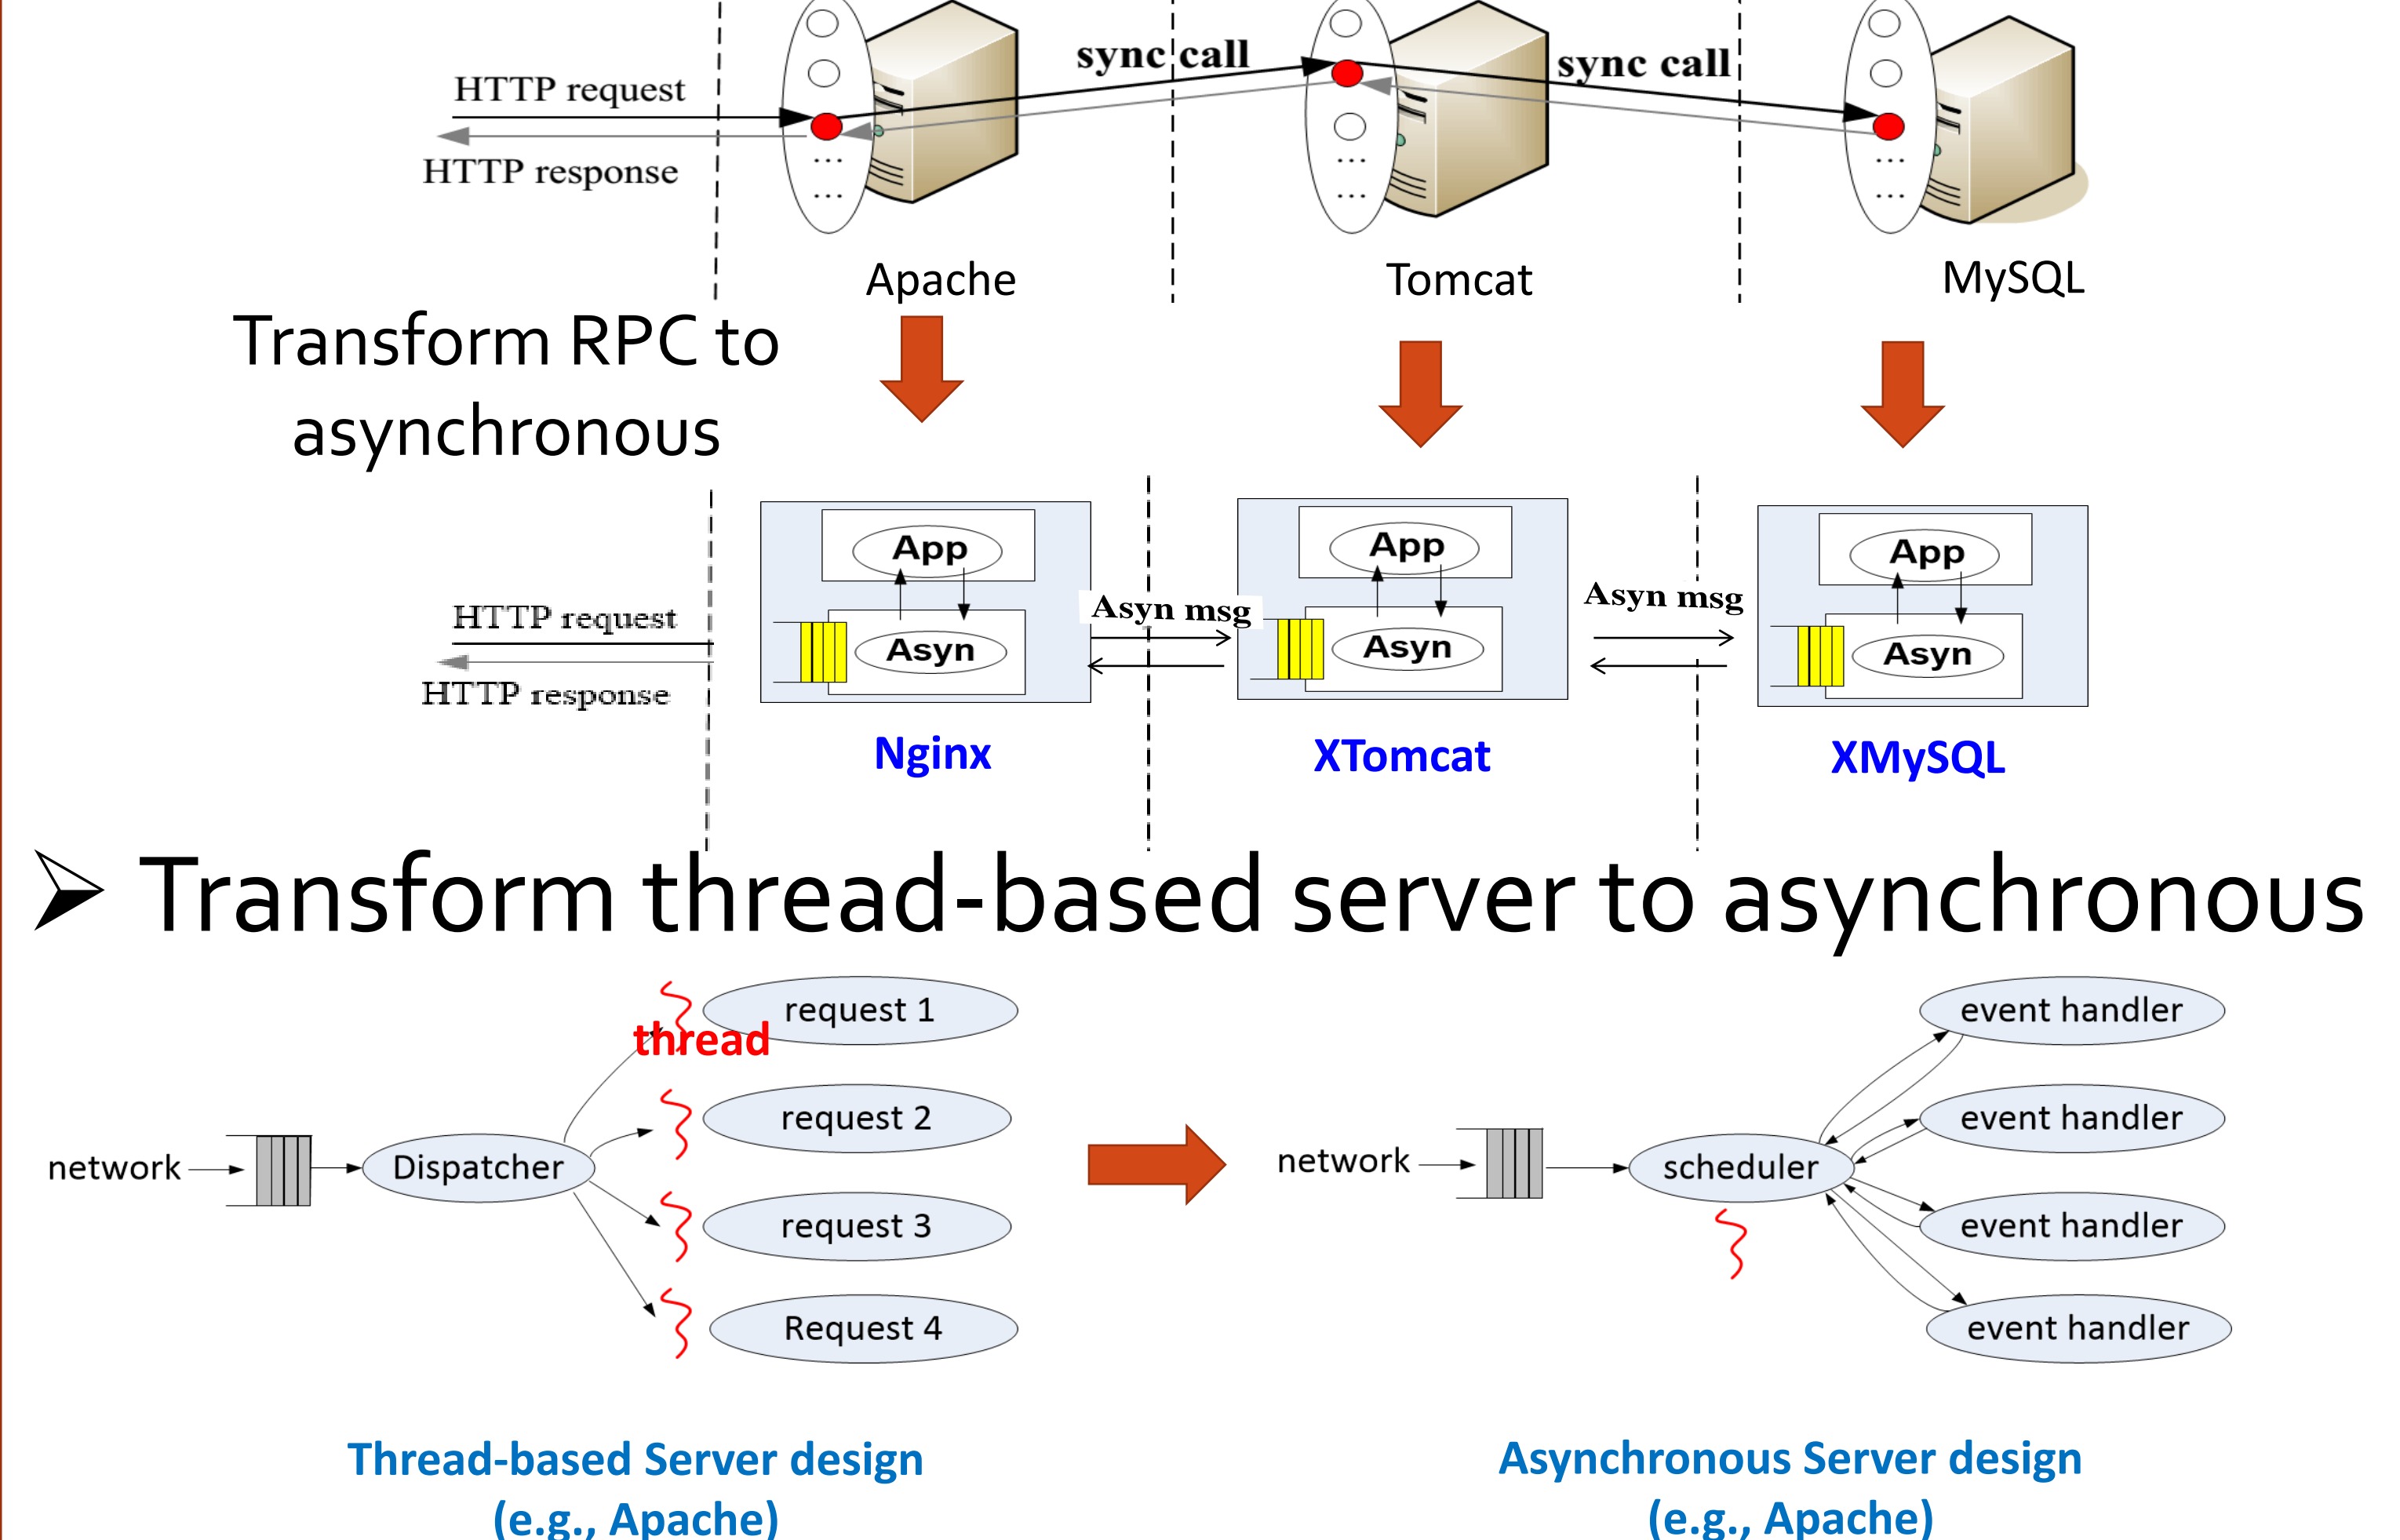 sync call
sync call
HTTP request
HTTP response
...
...
...
...
...
...
Apache
Tomcat
MySQL
Transform RPC to
asynchronous
App
App
App
HTTP request
Asyn msg
Asyn msg
Asyn
Asyn
Asyn
HTTP response
Nginx
XTomcat
XMySQL
➢ Transform thread-based server to asynchronous
request 1
thread
request 2
network
Dispatcher
request 3
Request 4
event handler
event handler
network
scheduler
event handler
event handler
Thread-based Server design
(e.g., Apache)
Asynchronous Server design
(e.g., Apache)